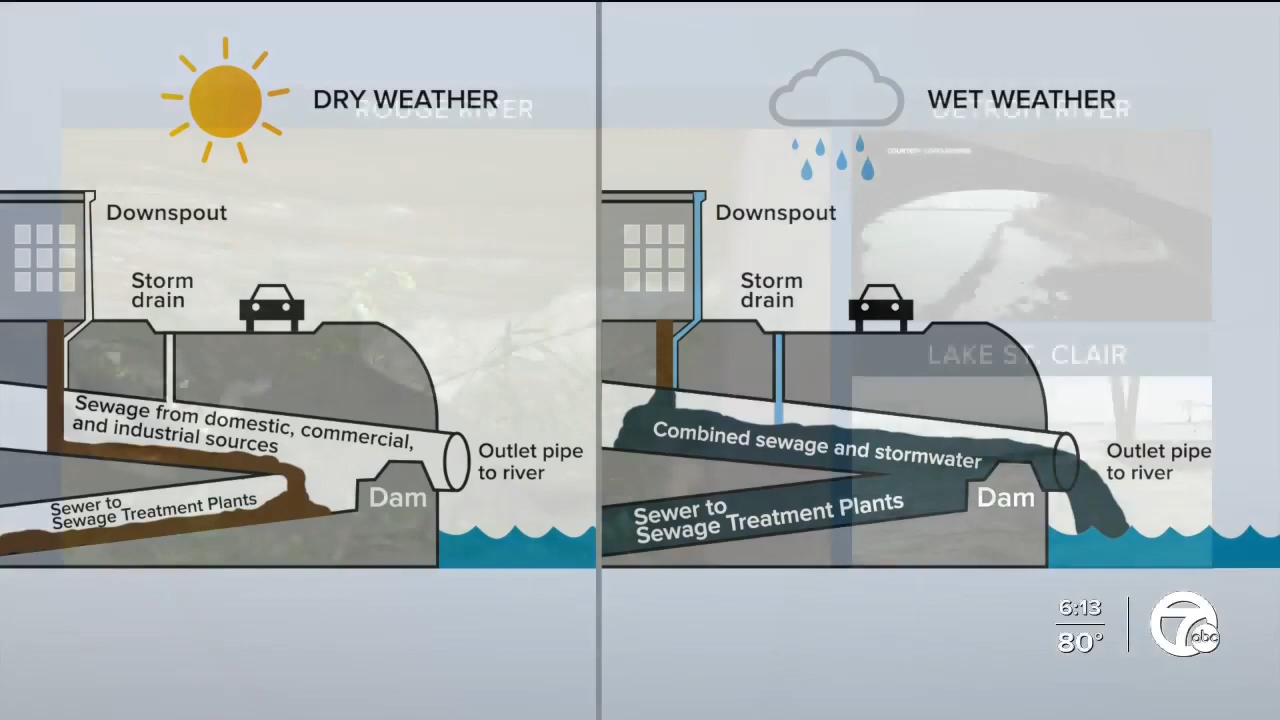 DRY WEATHER
ROUGE RIVER
Downspout
Storm
drain
Sewage from domestic, commercial,
and industrial sources
Outlet pipe
to river
Sewer to
Sewage Treatment Plants
Dam
WET WEATHER
DETROIT RIVER
Downspout
Storm
drain
LAKE ST. CLAIR
Combined sewage and stormwater
Outlet pipe
to river
Sewer to
Sewage Treatment Plants
Dam
6:13
80°
7
abc